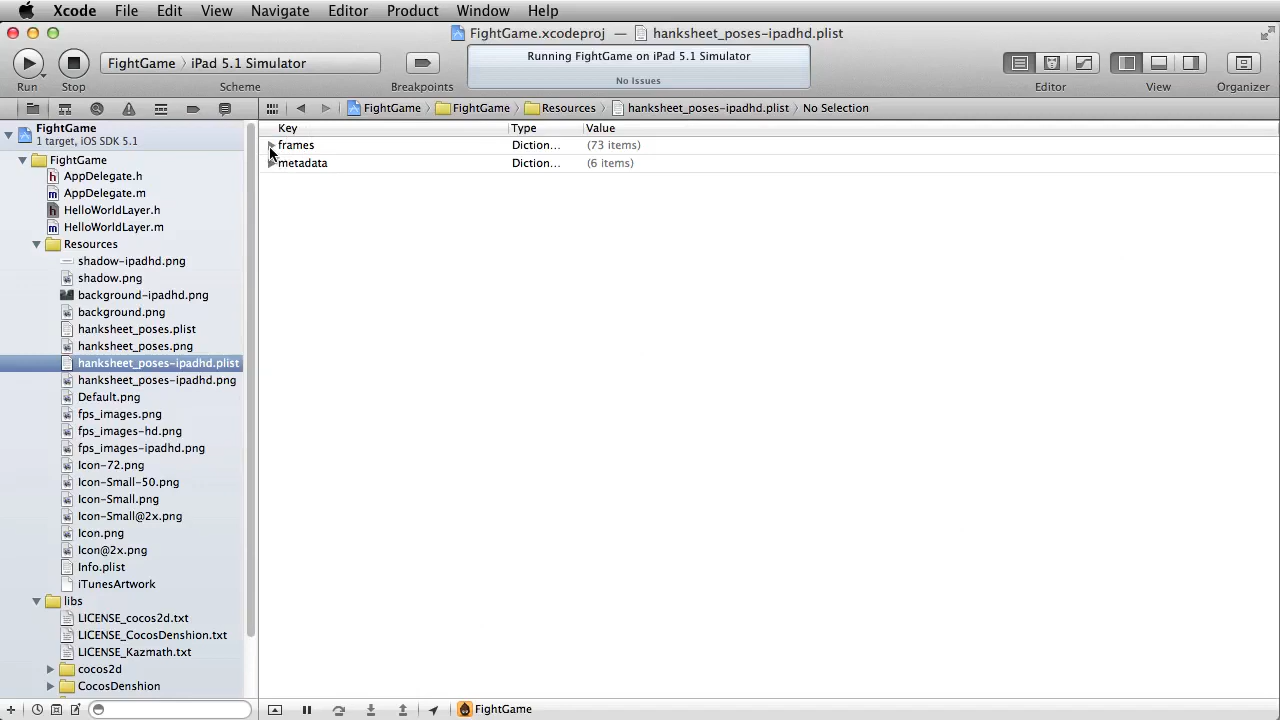 Xcode File Edit View Navigate Editor Product Window Help
FightGame.xcodeproj — hanksheet_poses-ipadhd.plist
FightGame iPad 5.1 Simulator
Running FightGame on iPad 5.1 Simulator
No Issues
Run Stop Scheme Breakpoints Editor View Organizer
FightGame FightGame Resources hanksheet_poses-ipadhd.plist No Selection
FightGame
1 target, iOS SDK 5.1
FightGame
AppDelegate.h
AppDelegate.m
HelloWorldLayer.h
HelloWorldLayer.m
Resources
shadow-ipadhd.png
shadow.png
background-ipadhd.png
background.png
hanksheet_poses.plist
hanksheet_poses.png
hanksheet_poses-ipadhd.plist
hanksheet_poses-ipadhd.png
Default.png
fps_images.png
fps_images-hd.png
fps_images-ipadhd.png
Icon-72.png
Icon-Small-50.png
Icon-Small.png
Icon-Small@2x.png
Icon.png
Icon@2x.png
Info.plist
iTunesArtwork
libs
LICENSE_cocos2d.txt
LICENSE_CocosDenshion.txt
LICENSE_Kazmath.txt
cocos2d
CocosDenshion
Key Type Value
frames Diction... (73 items)
metadata Diction... (6 items)
FightGame